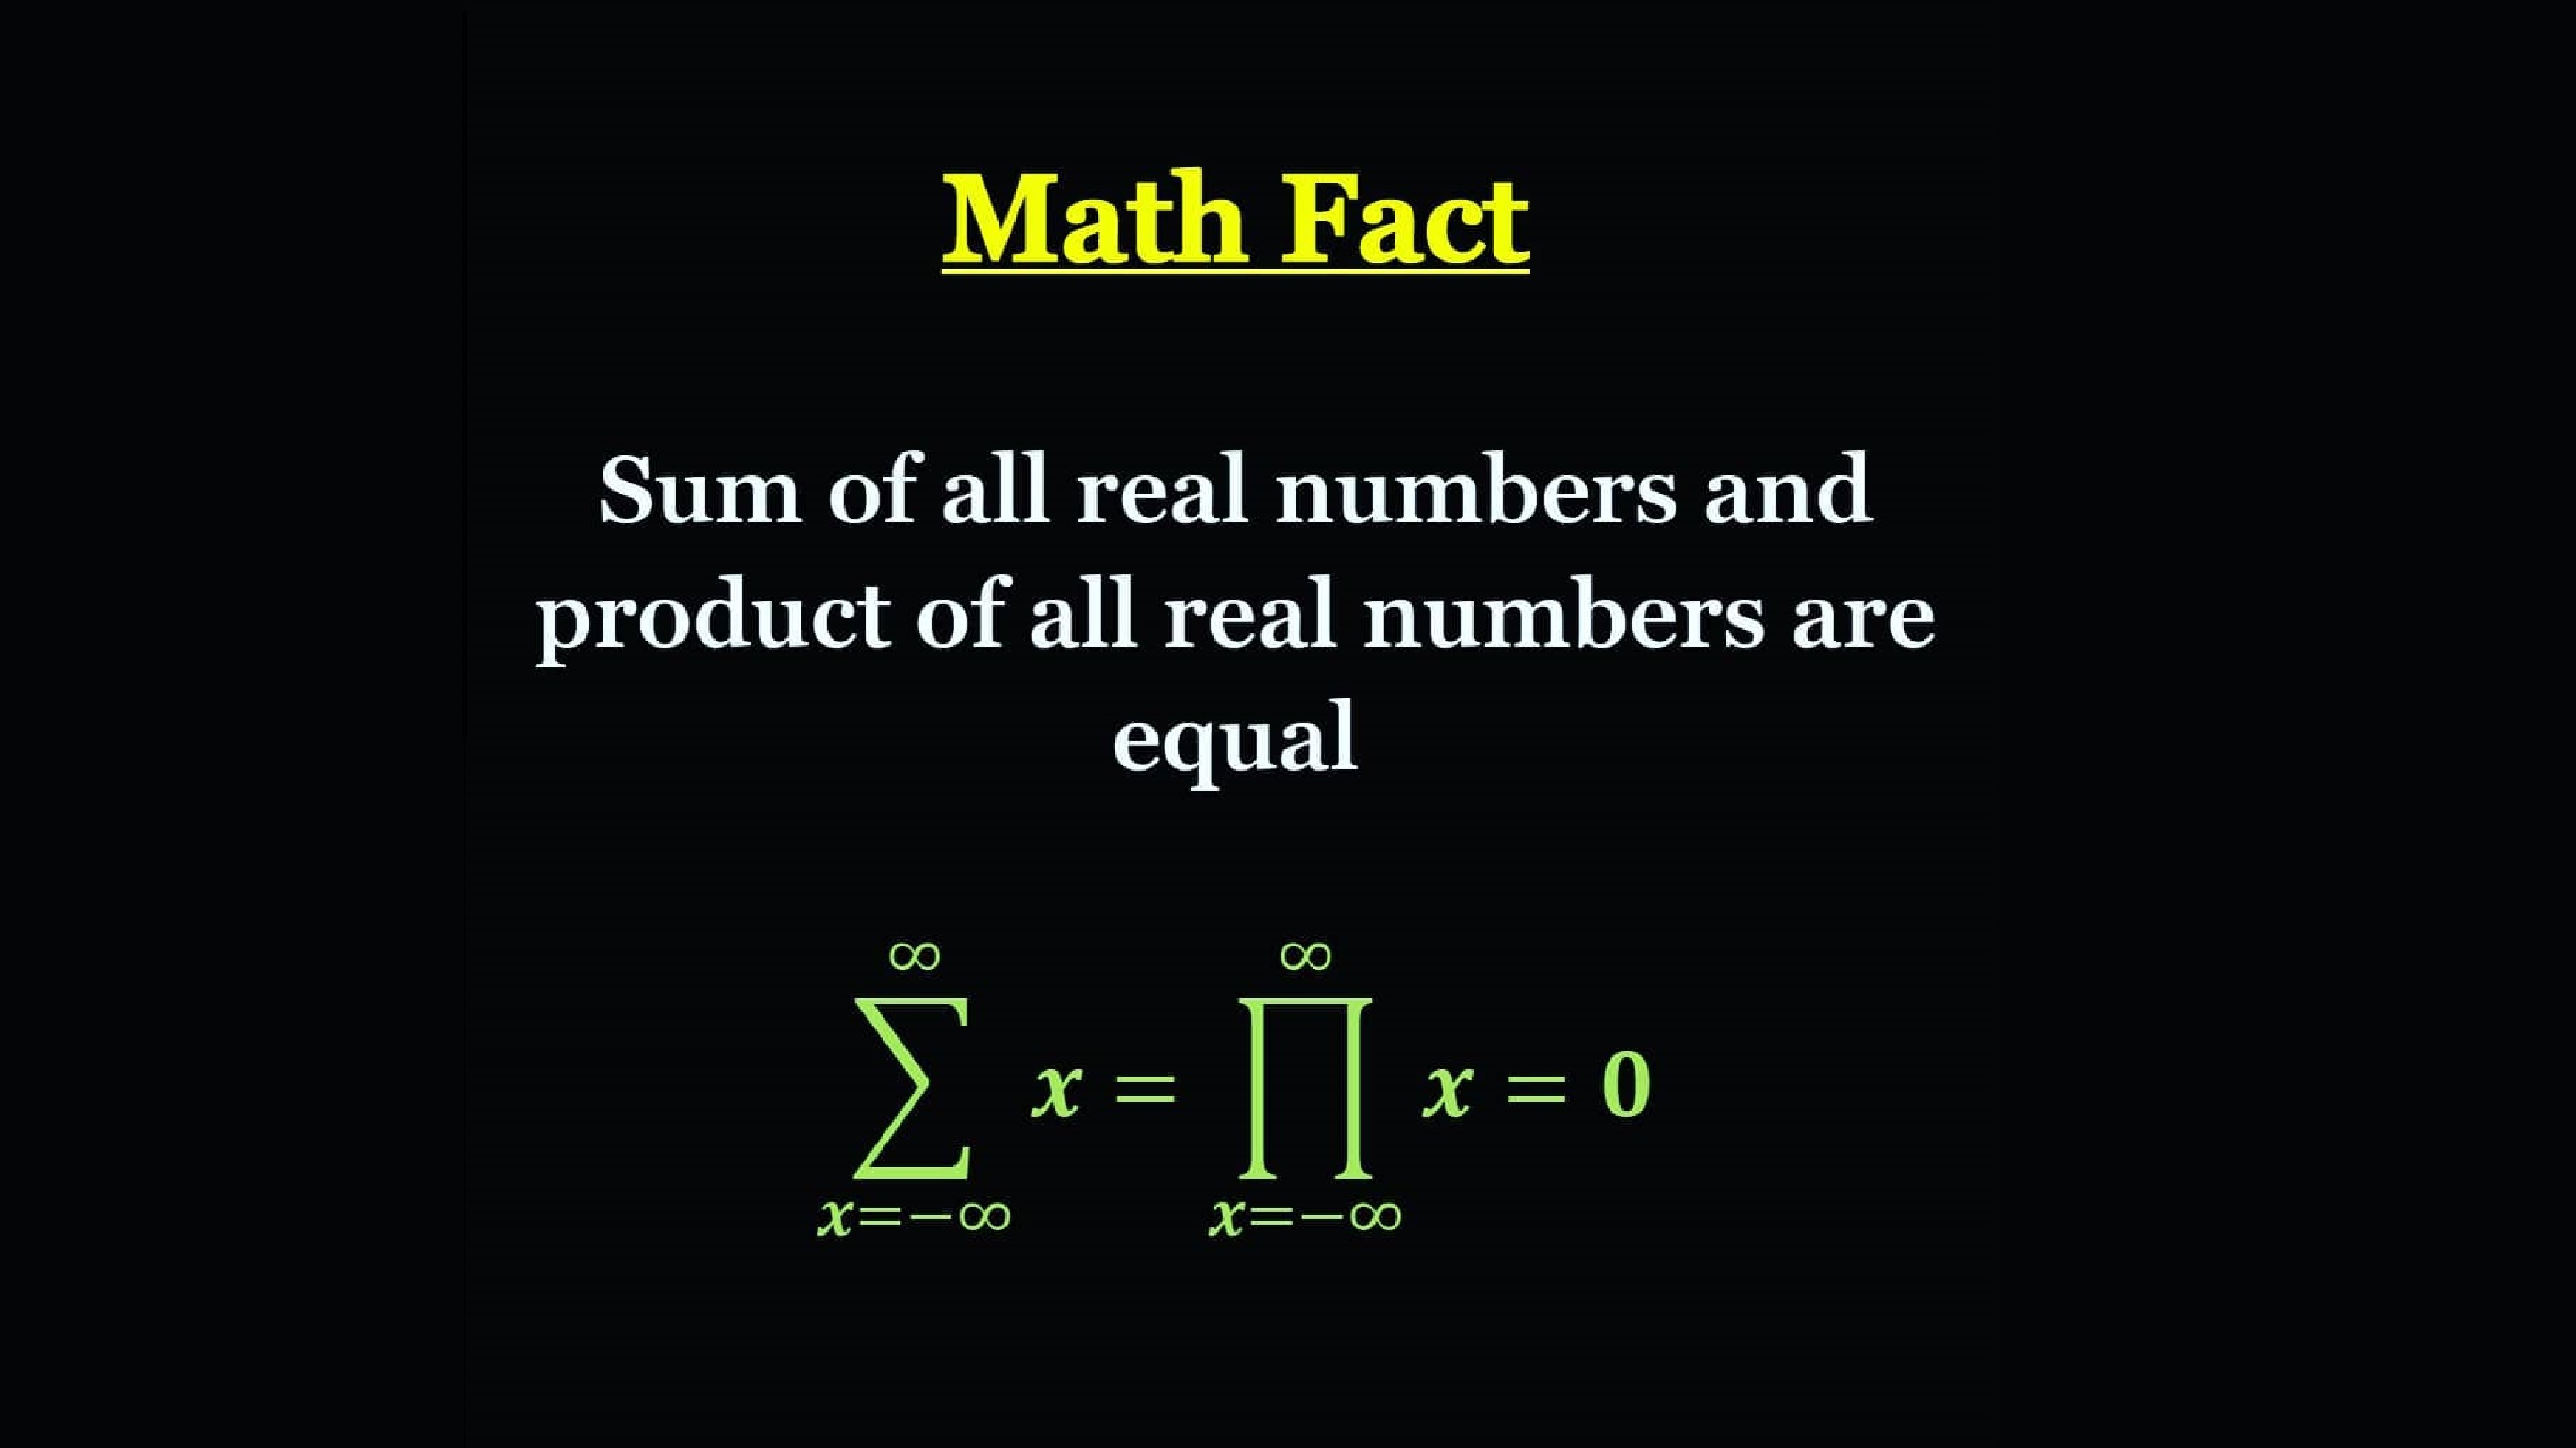 Math Fact
Sum of all real numbers and
product of all real numbers are
equal
∞ ∞
∑ x = ∏ x = 0
x=−∞ x=−∞